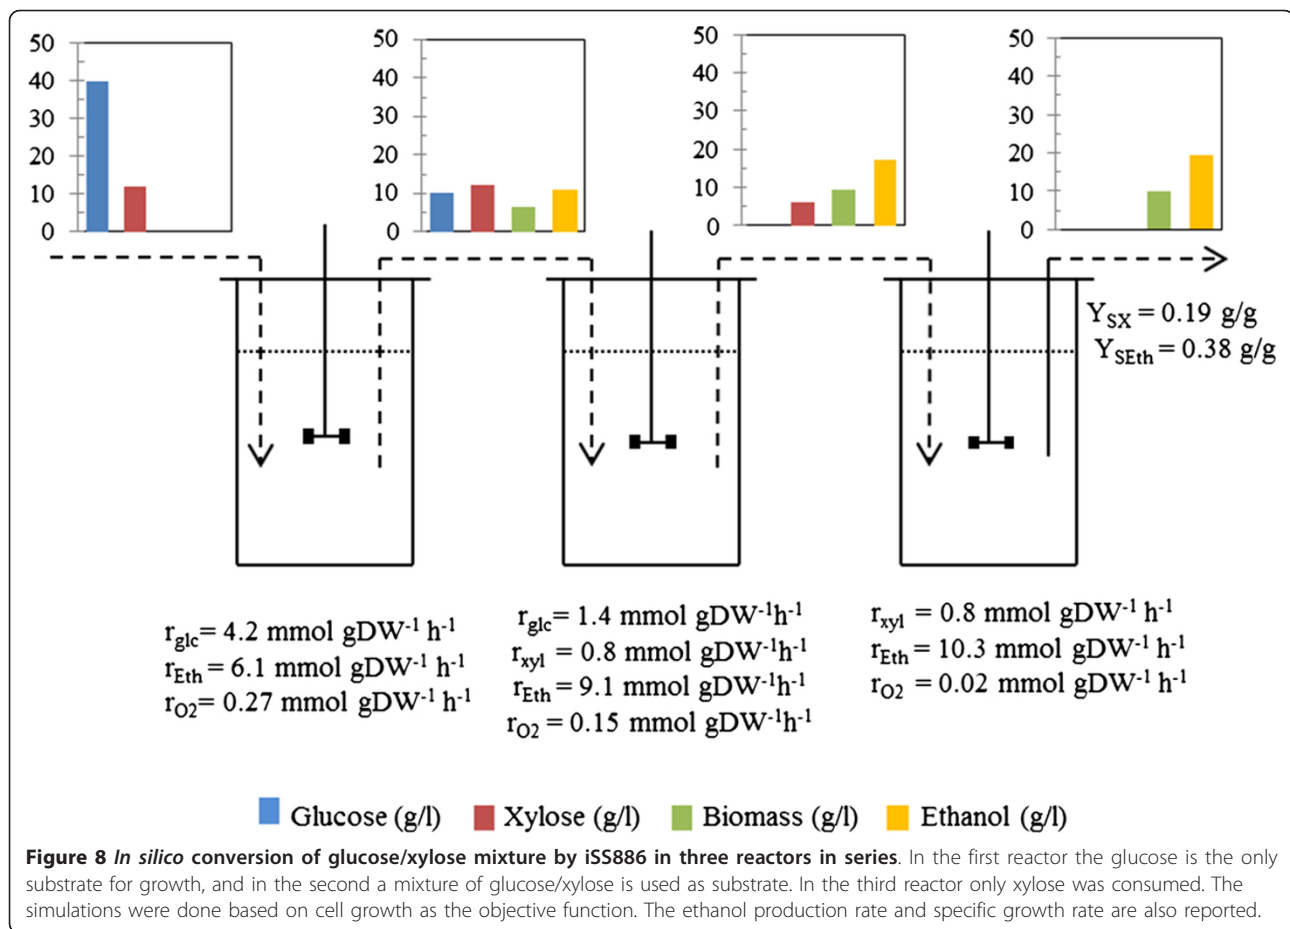 50
40
30
20
10
0
50
40
30
20
10
0
50
40
30
20
10
0
50
40
30
20
10
0
Y_SX = 0.19 g/g
Y_SEth = 0.38 g/g
r_glc= 4.2 mmol gDW⁻¹ h⁻¹
r_Eth = 6.1 mmol gDW⁻¹ h⁻¹
r_O2= 0.27 mmol gDW⁻¹ h⁻¹
r_glc= 1.4 mmol gDW⁻¹h⁻¹
r_xyl = 0.8 mmol gDW⁻¹h⁻¹
r_Eth = 9.1 mmol gDW⁻¹h⁻¹
r_O2 = 0.15 mmol gDW⁻¹h⁻¹
r_xyl = 0.8 mmol gDW⁻¹ h⁻¹
r_Eth = 10.3 mmol gDW⁻¹ h⁻¹
r_O2 = 0.02 mmol gDW⁻¹ h⁻¹
Glucose (g/l) Xylose (g/l) Biomass (g/l) Ethanol (g/l)
Figure 8 In silico conversion of glucose/xylose mixture by iSS886 in three reactors in series. In the first reactor the glucose is the only
substrate for growth, and in the second a mixture of glucose/xylose is used as substrate. In the third reactor only xylose was consumed. The
simulations were done based on cell growth as the objective function. The ethanol production rate and specific growth rate are also reported.